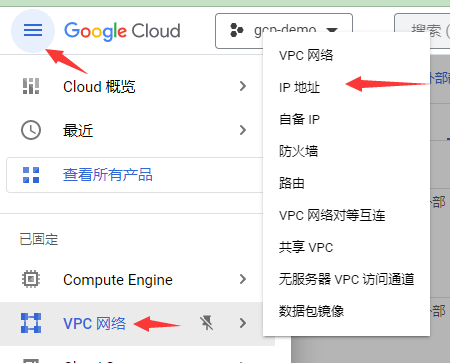 Google Cloud
gcp-demo
搜索 (
Cloud 概览
最近
查看所有产品
已固定
Compute Engine
VPC 网络
VPC 网络
IP 地址
自备 IP
防火墙
路由
VPC 网络对等互连
共享 VPC
无服务器 VPC 访问通道
数据包镜像
外部
外部